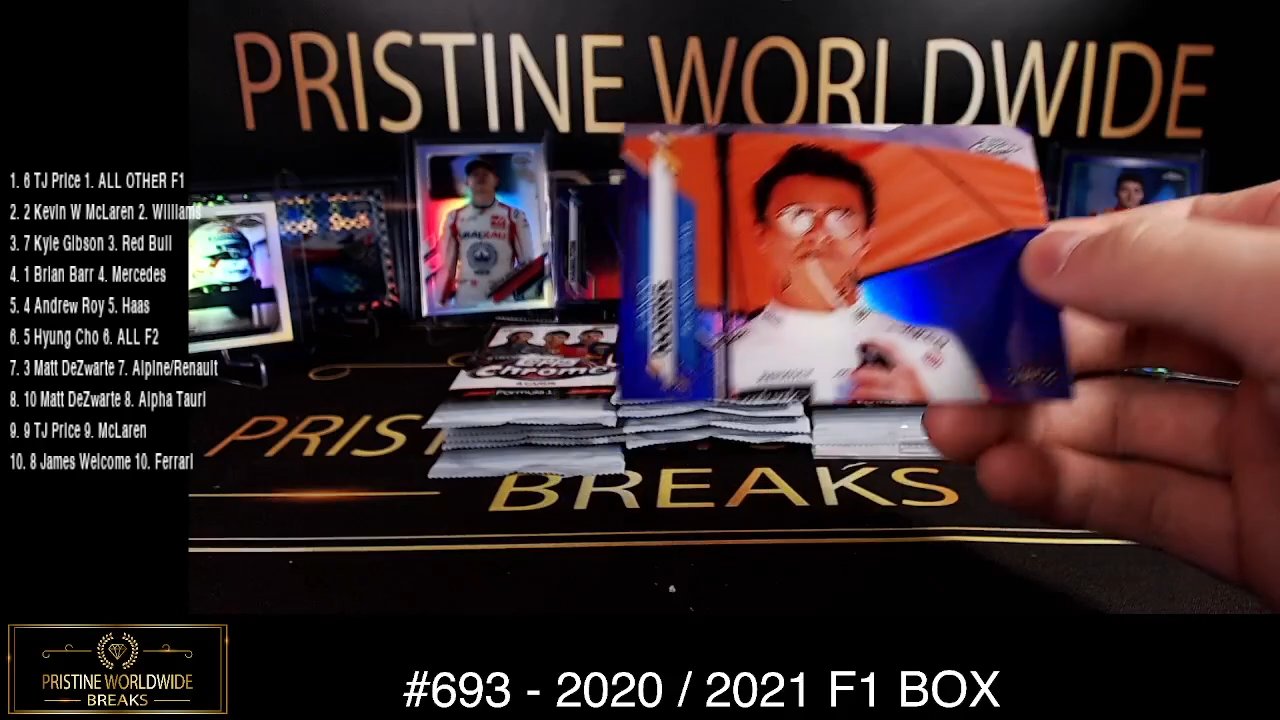 PRISTINE WORLDWIDE
1. 6 TJ Price 1. ALL OTHER F1
2. 2 Kevin W McLaren 2. Williams
3. 7 Kyle Gibson 3. Red Bull
4. 1 Brian Barr 4. Mercedes
5. 4 Andrew Roy 5. Haas
6. 5 Hyung Cho 6. ALL F2
7. 3 Matt DeZwarte 7. Alpine/Renault
8. 10 Matt DeZwarte 8. Alpha Tauri
9. 9 TJ Price 9. McLaren
10. 8 James Welcome 10. Ferrari
URALKALI
Chrome
Formula 1
NORRIS
PRIST
BREAKS
PRISTINE WORLDWIDE
BREAKS
#693 - 2020 / 2021 F1 BOX